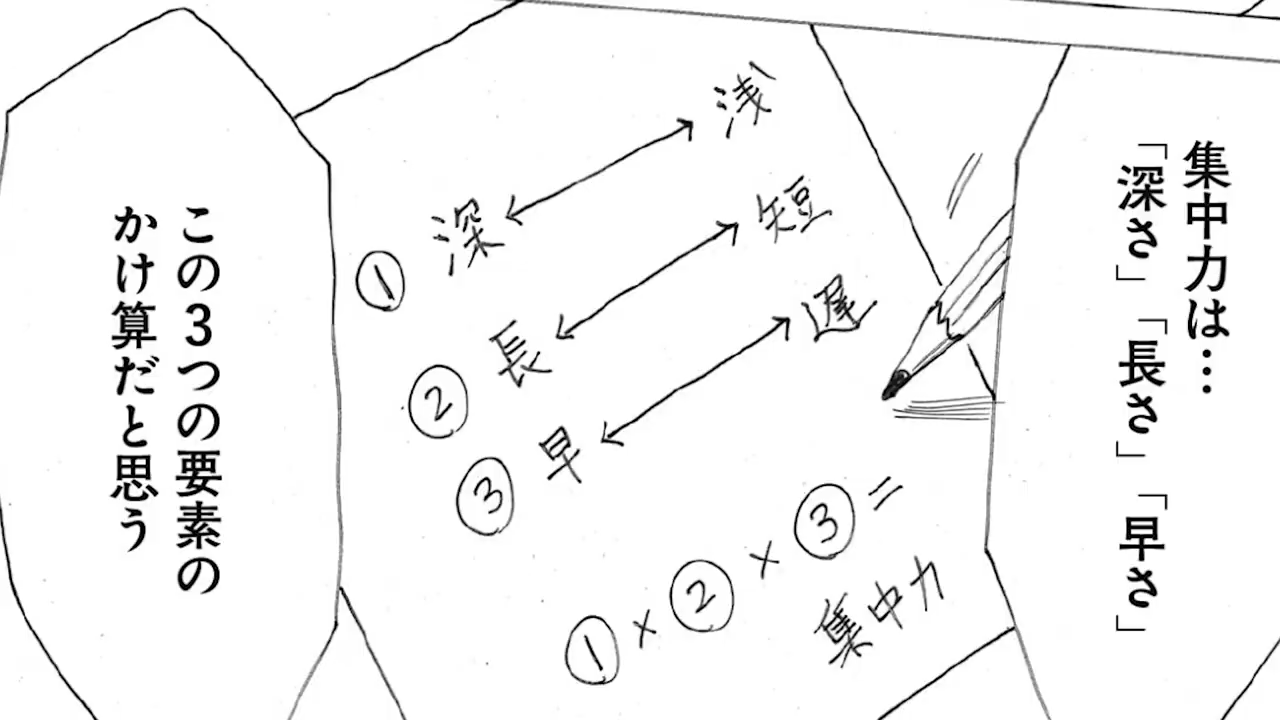 集中力は…
「深さ」「長さ」「早さ」
① 深 ↔ 浅
② 長 ↔ 短
③ 早 ↔ 遅
① × ② × ③ =
集中力
この3つの要素の
かけ算だと思う